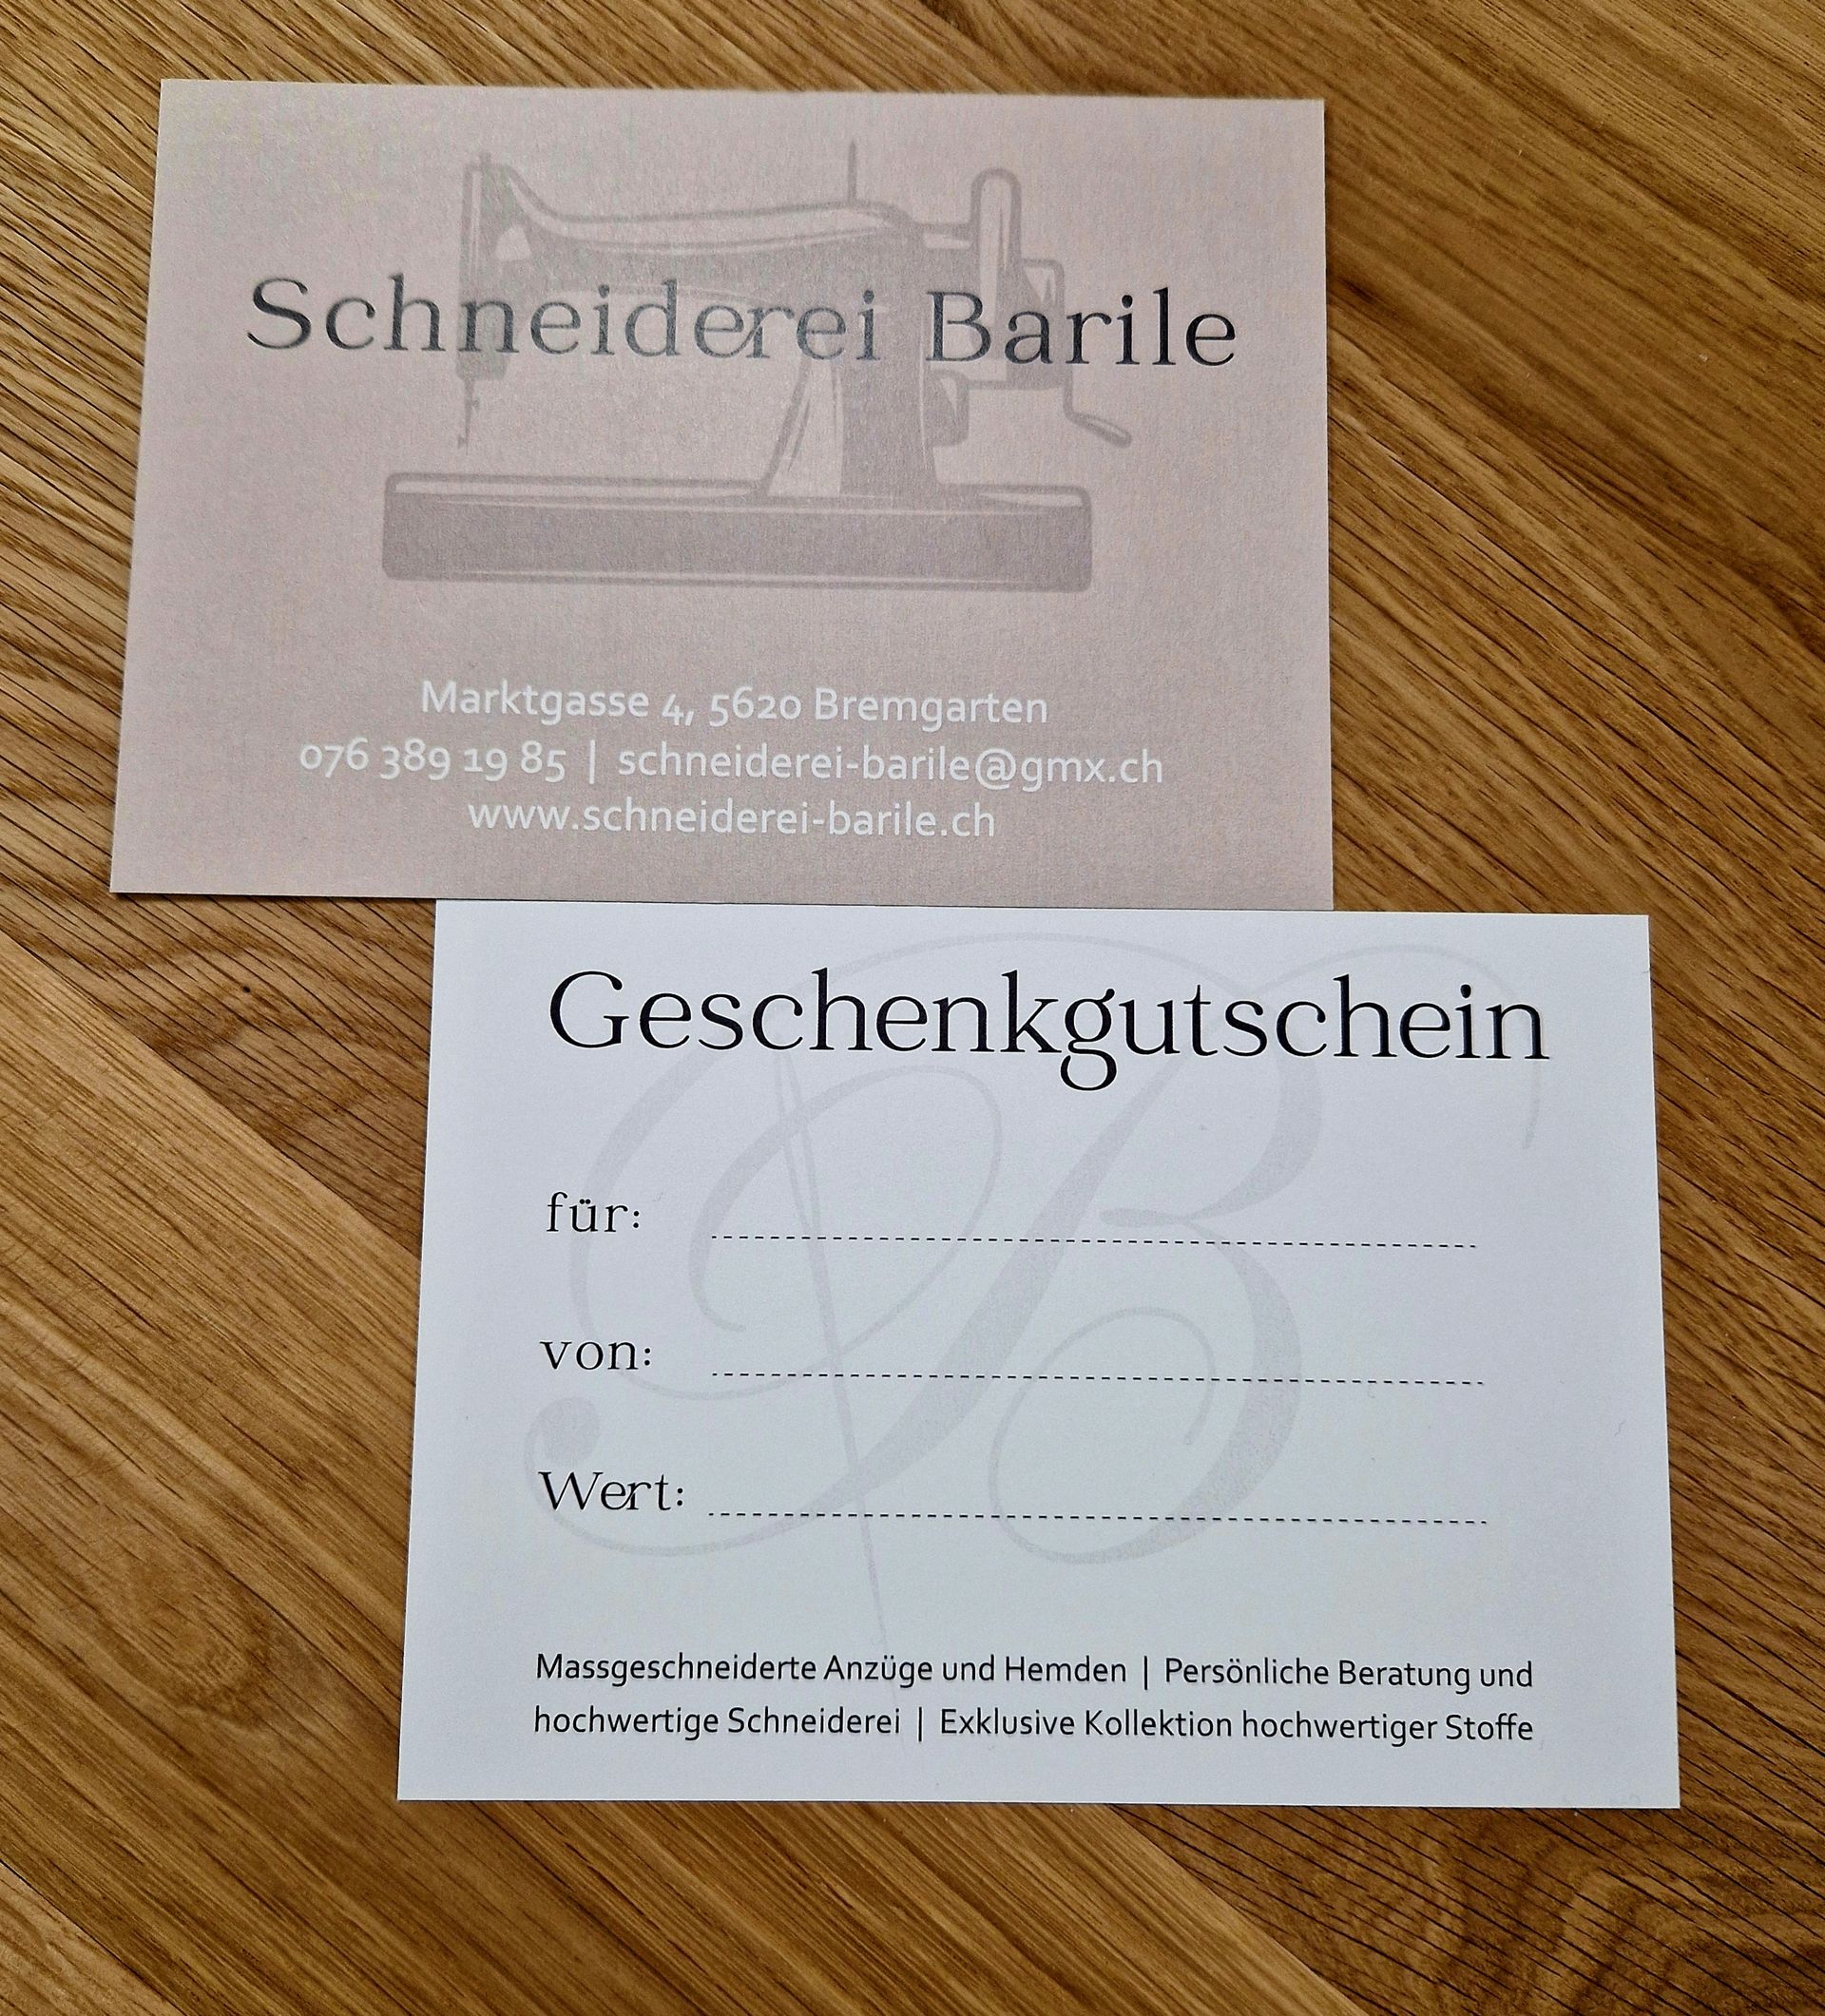 Schneiderei Barile
Marktgasse 4, 5620 Bremgarten
076 389 19 85 | schneiderei-barile@gmx.ch
www.schneiderei-barile.ch
Geschenkgutschein
für:
von:
Wert:
Massgeschneiderte Anzüge und Hemden | Persönliche Beratung und
hochwertige Schneiderei | Exklusive Kollektion hochwertiger Stoffe